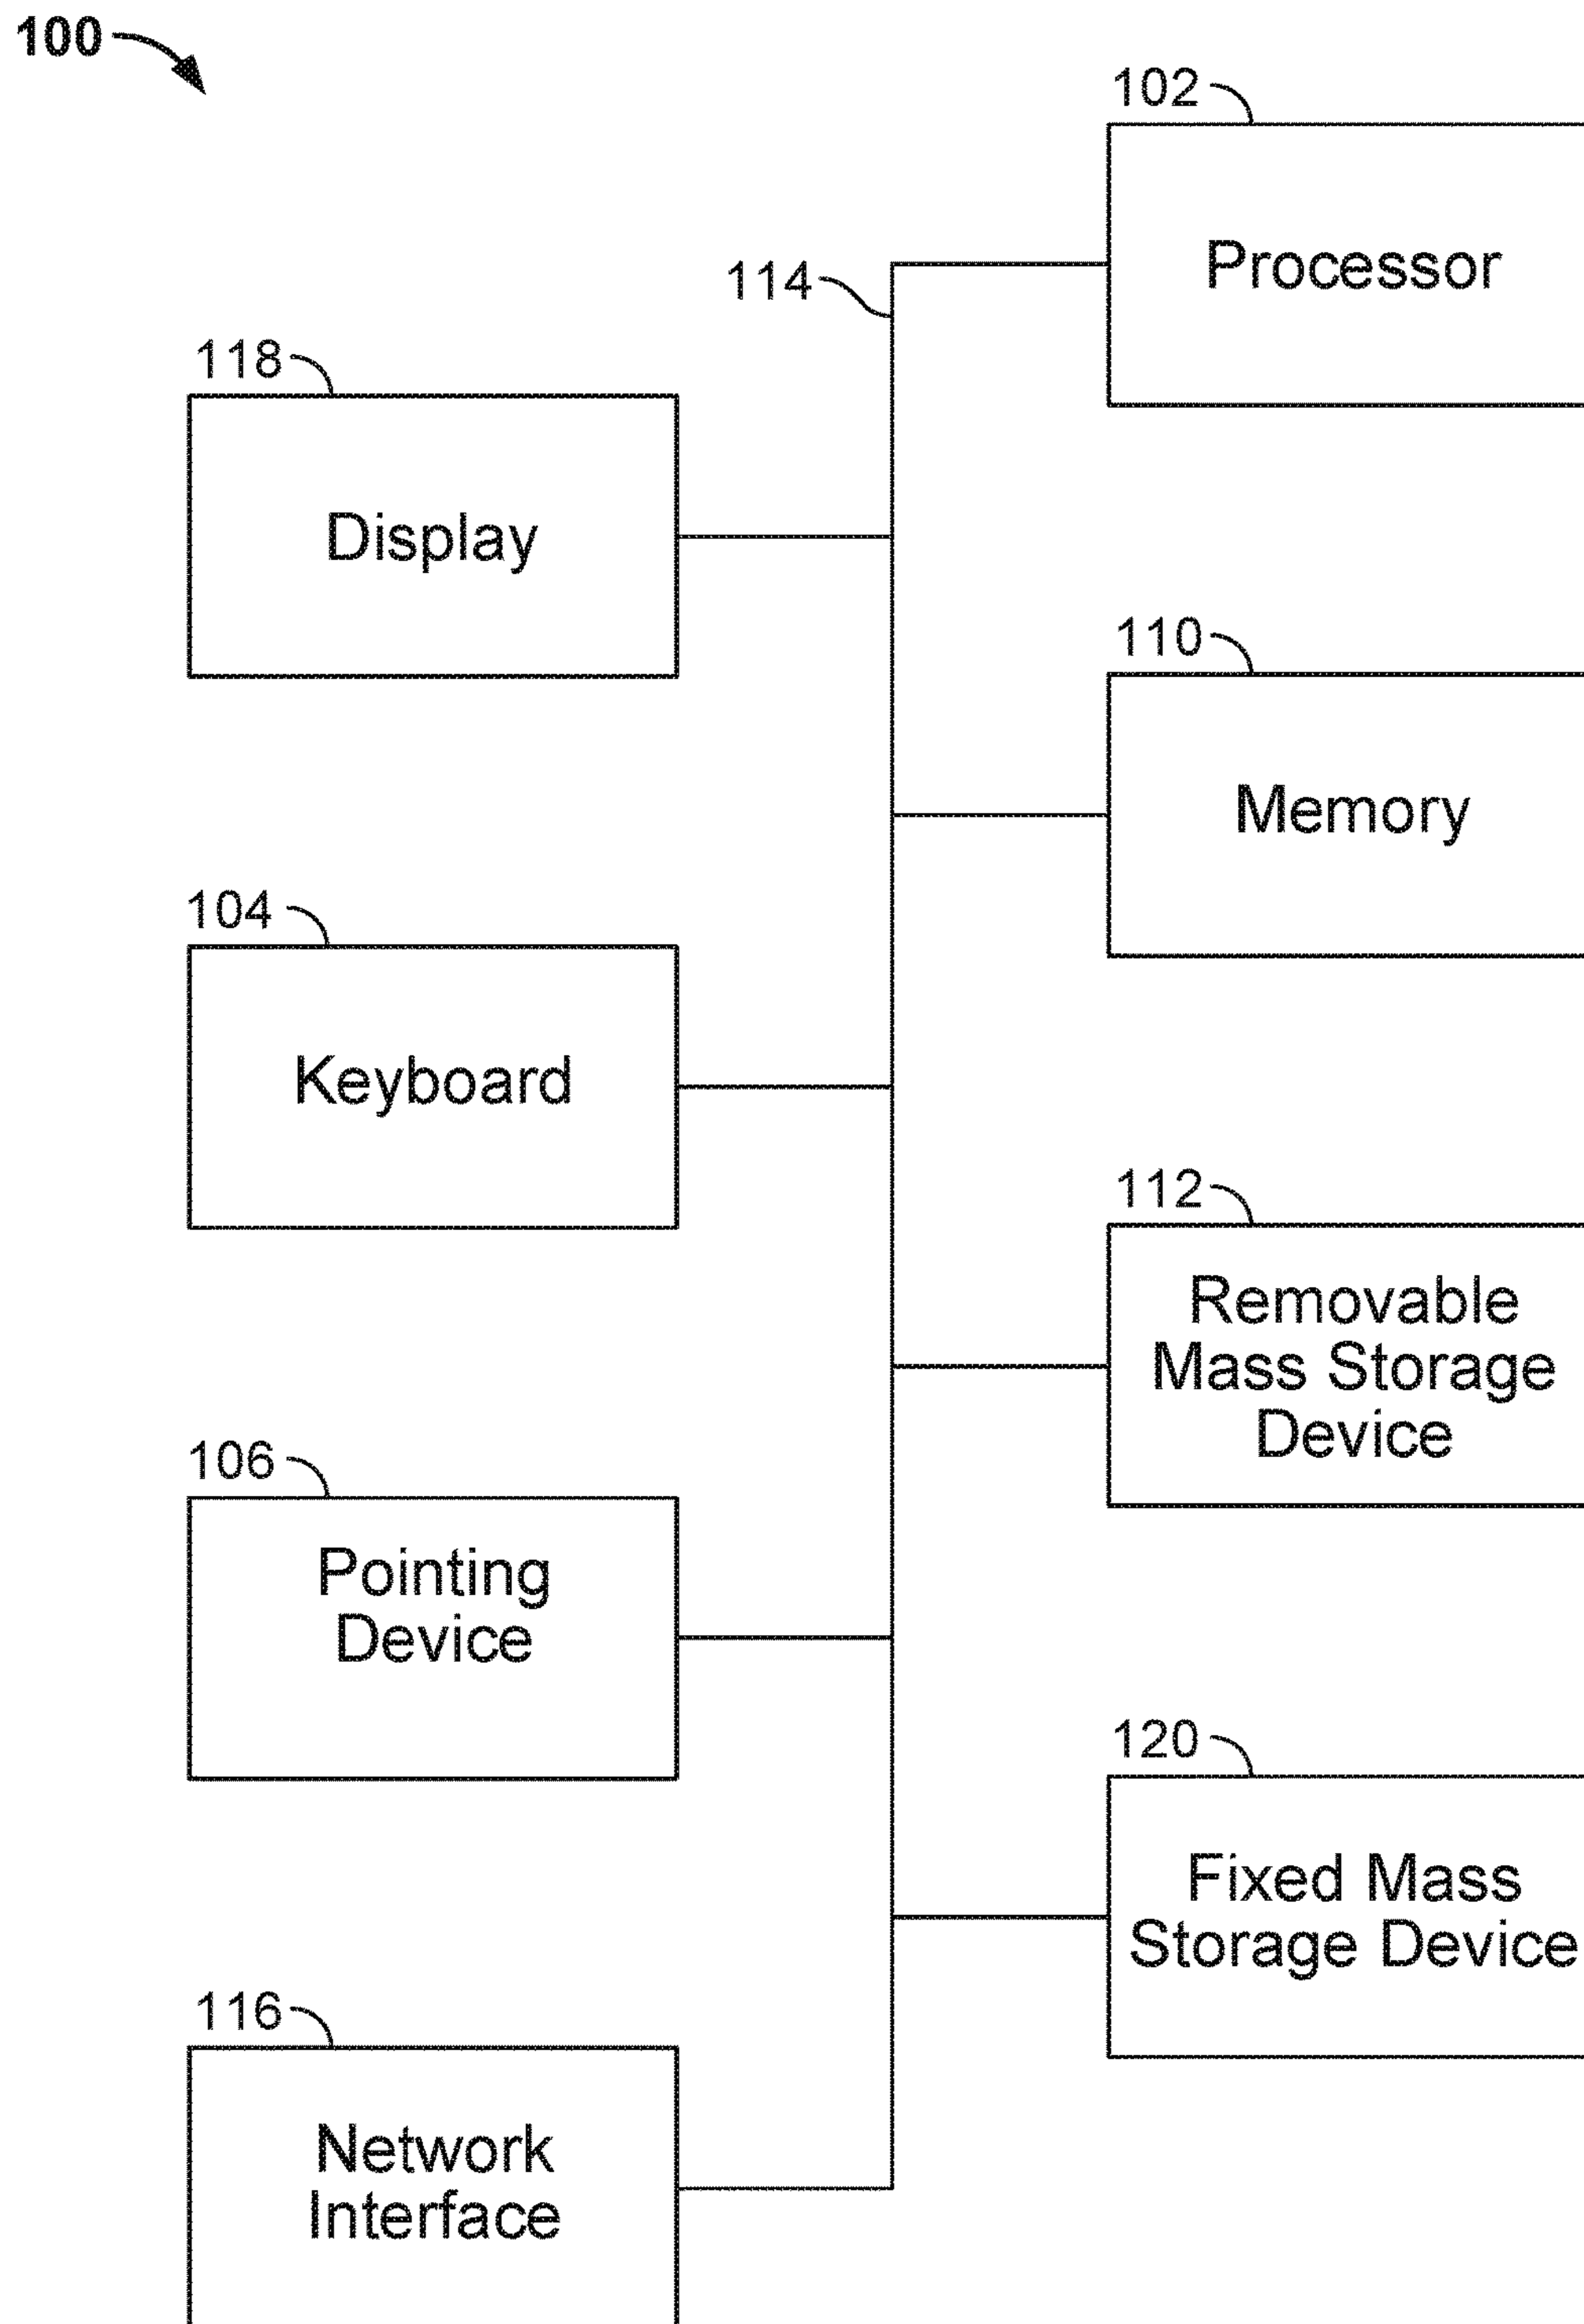 100
102
Processor
114
118
Display
110
Memory
104
Keyboard
112
Removable
Mass Storage
Device
106
Pointing
Device
120
Fixed Mass
Storage Device
116
Network
Interface